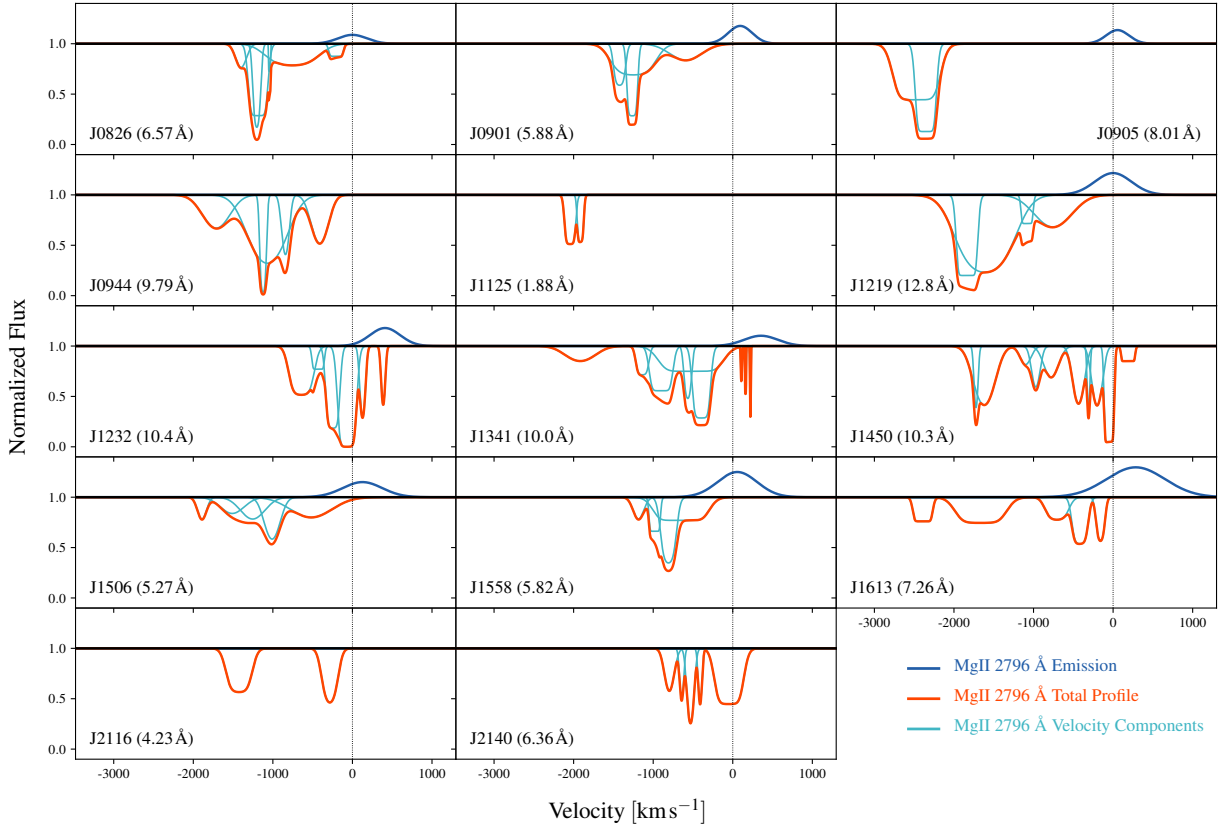 1.0
0.5
0.0
J0826 (6.57 Å)
J0901 (5.88 Å)
J0905 (8.01 Å)
1.0
0.5
0.0
J0944 (9.79 Å)
J1125 (1.88 Å)
J1219 (12.8 Å)
Normalized Flux
1.0
0.5
0.0
J1232 (10.4 Å)
J1341 (10.0 Å)
J1450 (10.3 Å)
1.0
0.5
0.0
J1506 (5.27 Å)
J1558 (5.82 Å)
J1613 (7.26 Å)
-3000 -2000 -1000 0 1000
1.0
0.5
0.0
J2116 (4.23 Å)
J2140 (6.36 Å)
MgII 2796 Å Emission
MgII 2796 Å Total Profile
MgII 2796 Å Velocity Components
-3000 -2000 -1000 0 1000 -3000 -2000 -1000 0 1000
Velocity [km s⁻¹]